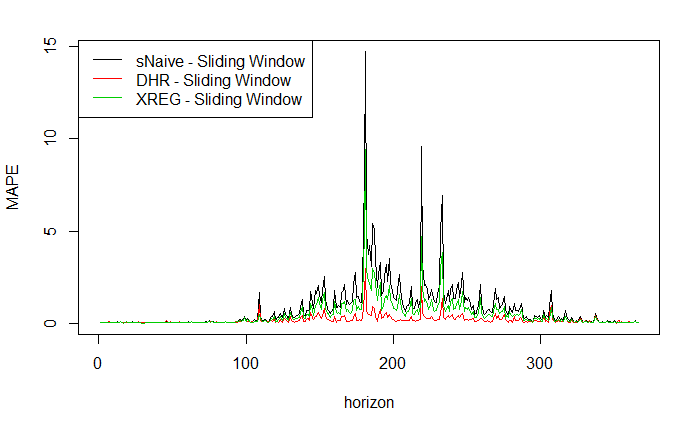 sNaive - Sliding Window
DHR - Sliding Window
XREG - Sliding Window
MAPE
15
10
5
0
0 100 200 300
horizon